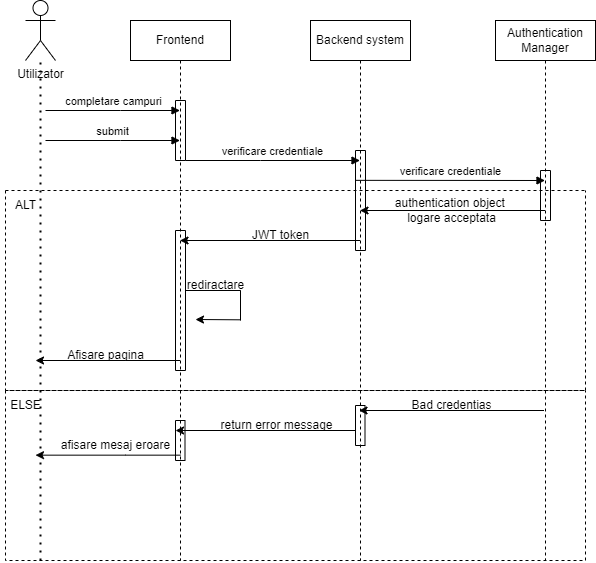 Frontend
Backend system
Authentication
Manager
Utilizator
completare campuri
submit
verificare credentiale
verificare credentiale
ALT
authentication object
logare acceptata
JWT token
rediractare
Afisare pagina
ELSE
Bad credentias
return error message
afisare mesaj eroare